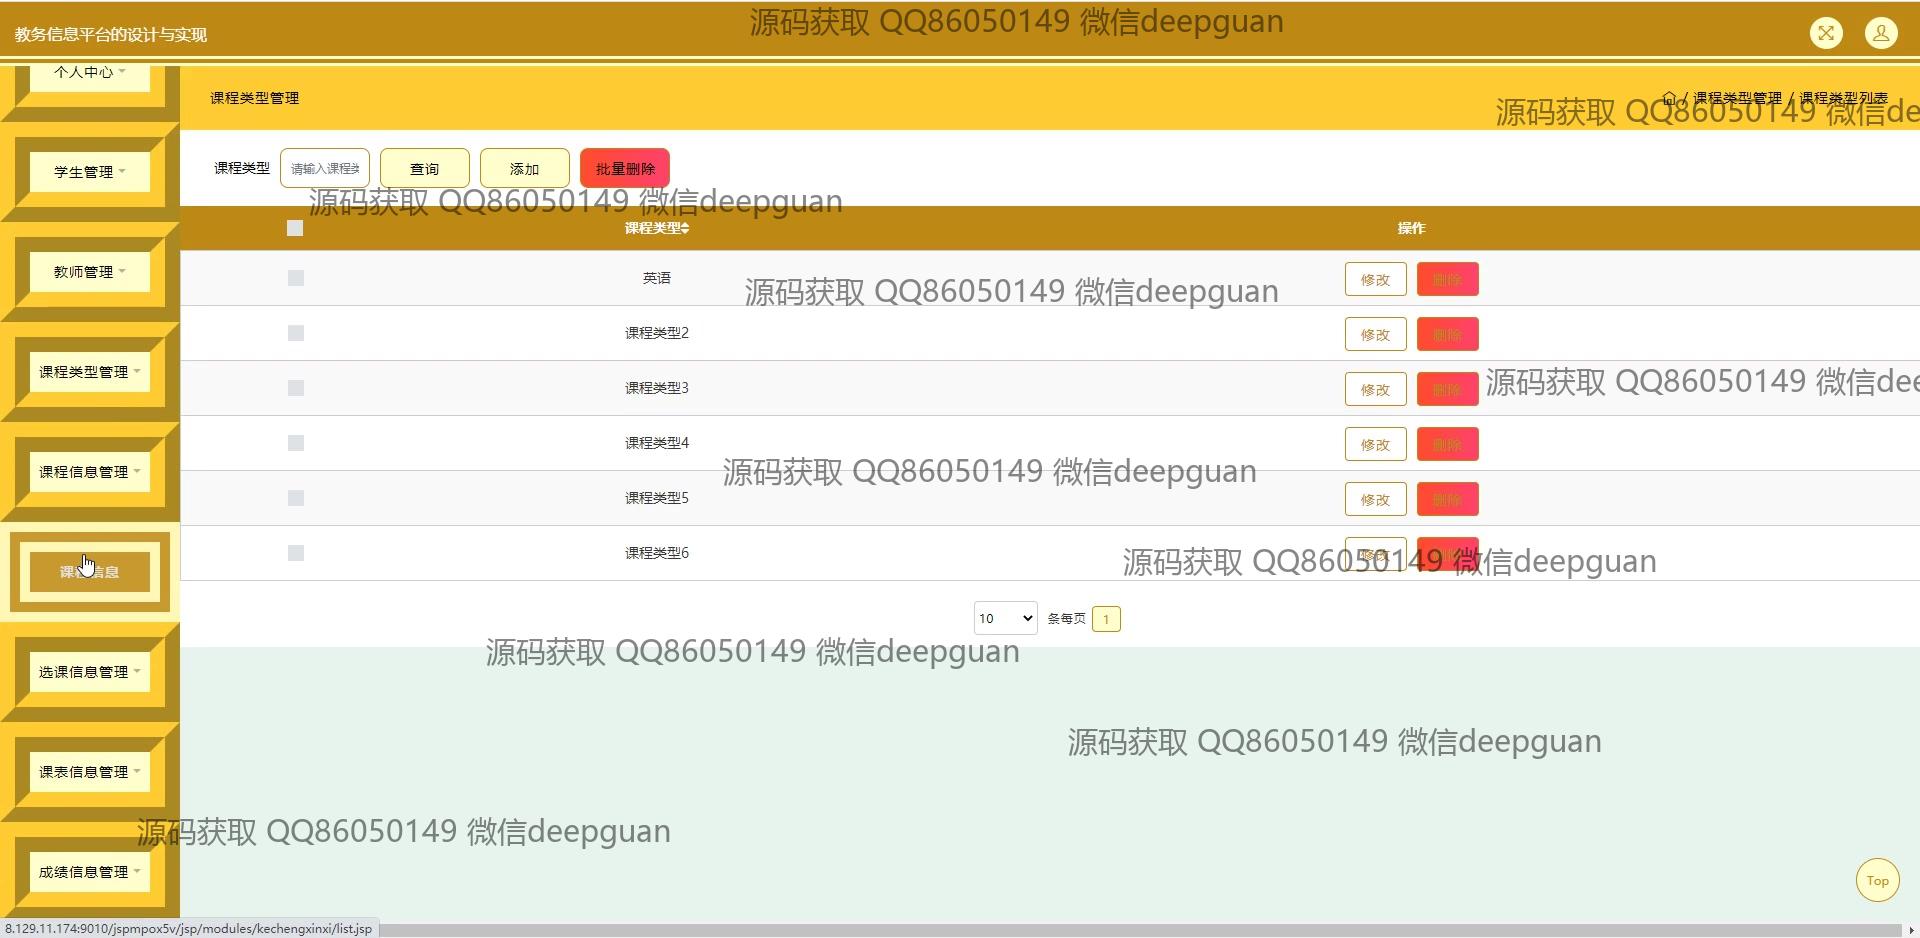 源码获取 QQ86050149 微信deepguan
教务信息平台的设计与实现
个人中心
课程类型管理
/ 课程类型管理 / 课程类型列表
源码获取 QQ86050149 微信de
学生管理
课程类型 请输入课程类 查询 添加 批量删除
源码获取 QQ86050149 微信deepguan
课程类型 操作
教师管理
英语 修改 删除
源码获取 QQ86050149 微信deepguan
课程类型2 修改 删除
课程类型管理
课程类型3 修改 删除
源码获取 QQ86050149 微信dee
课程类型4 修改 删除
课程信息管理
源码获取 QQ86050149 微信deepguan
课程类型5 修改 删除
课程类型6 修改 删除
源码获取 QQ86050149 微信deepguan
课程信息
10 条每页 1
源码获取 QQ86050149 微信deepguan
选课信息管理
源码获取 QQ86050149 微信deepguan
课表信息管理
源码获取 QQ86050149 微信deepguan
成绩信息管理
Top
8.129.11.174:9010/jspmpox5v/jsp/modules/kechengxinxi/list.jsp